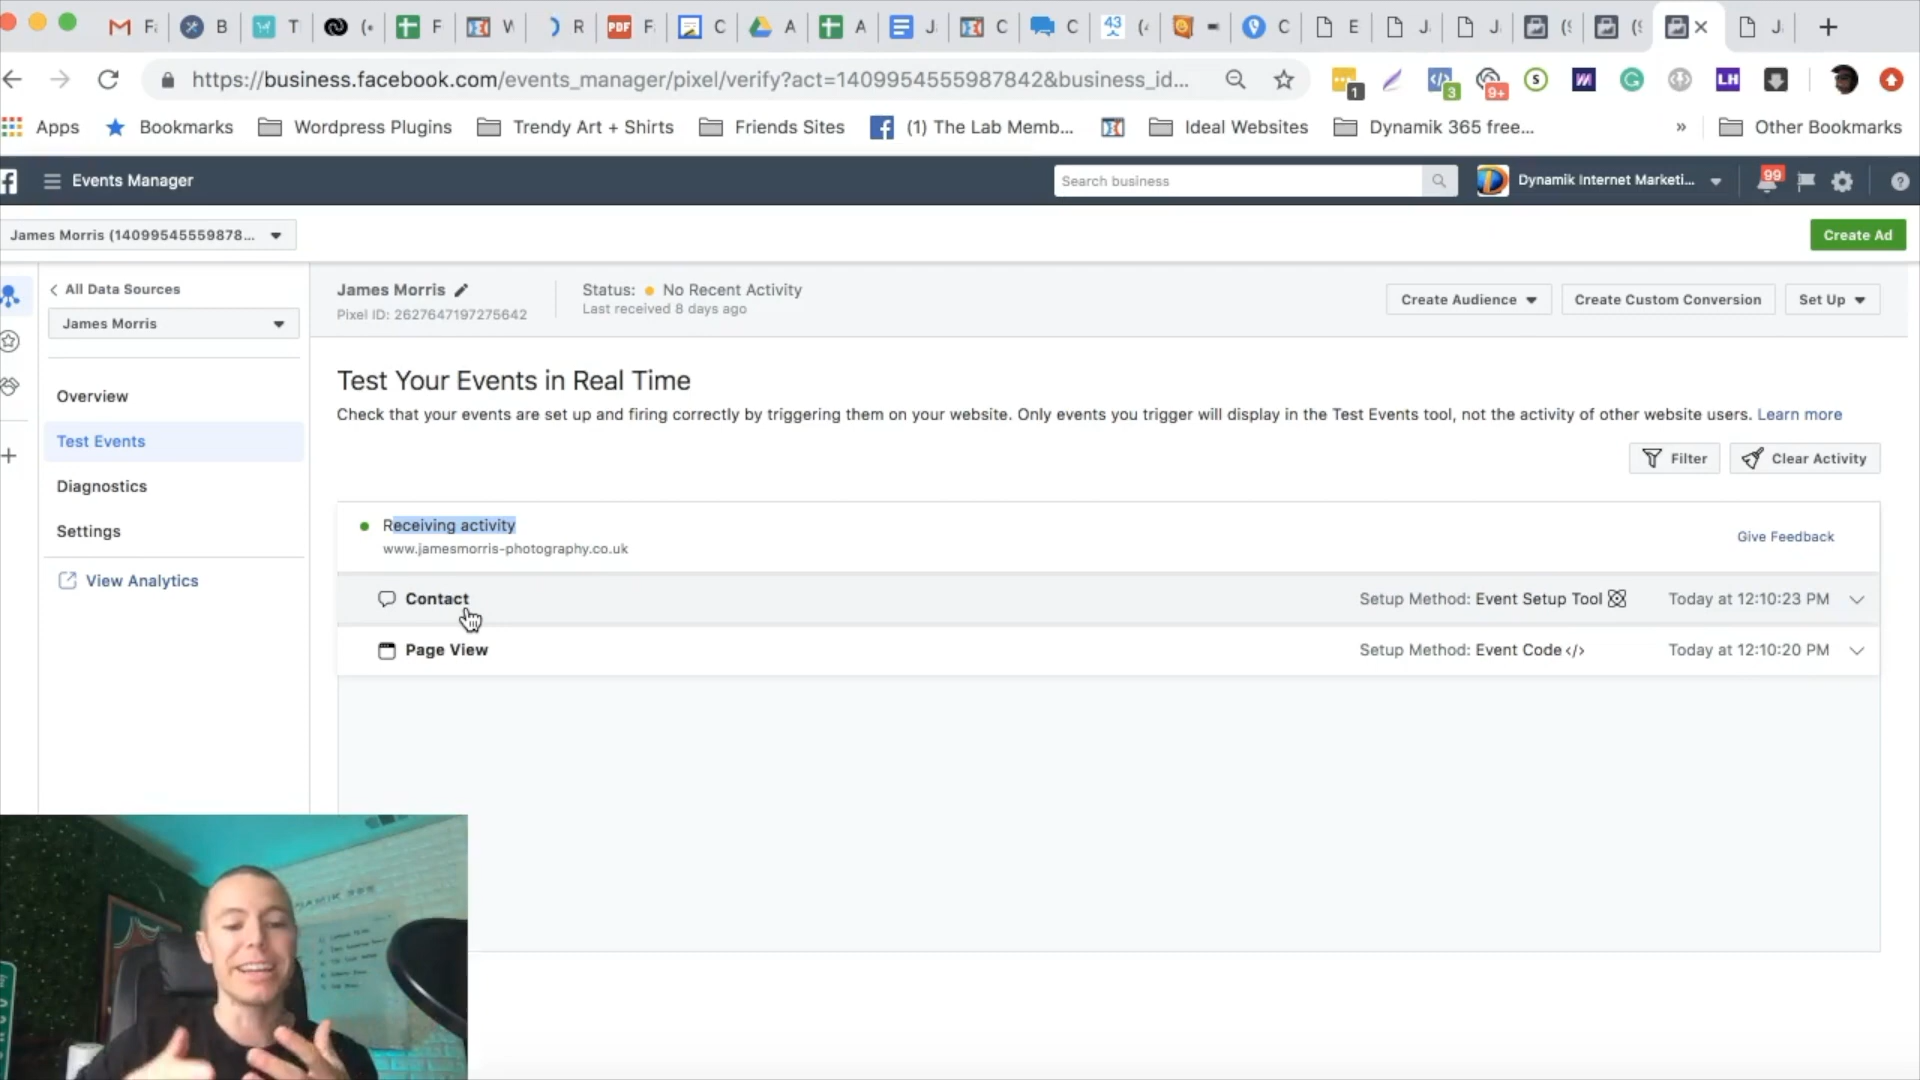 F
B
T
(
F
W
R
PDF
F
C
A
A
J
C
C
43
(
C
E
J
J
(
(
J
https://business.facebook.com/events_manager/pixel/verify?act=1409954555987842&business_id...
1
3
9+
S
LH
Apps
Bookmarks
Wordpress Plugins
Trendy Art + Shirts
Friends Sites
(1) The Lab Memb...
Ideal Websites
Dynamik 365 free...
»
Other Bookmarks
Events Manager
Search business
Dynamik Internet Marketi...
99
James Morris (14099545559878...
Create Ad
All Data Sources
James Morris
James Morris
Pixel ID: 2627647197275642
Status: No Recent Activity
Last received 8 days ago
Create Audience
Create Custom Conversion
Set Up
Overview
Test Events
Diagnostics
Settings
View Analytics
Test Your Events in Real Time
Check that your events are set up and firing correctly by triggering them on your website. Only events you trigger will display in the Test Events tool, not the activity of other website users. Learn more
Filter
Clear Activity
Receiving activity
www.jamesmorris-photography.co.uk
Give Feedback
Contact
Setup Method: Event Setup Tool
Today at 12:10:23 PM
Page View
Setup Method: Event Code </>
Today at 12:10:20 PM